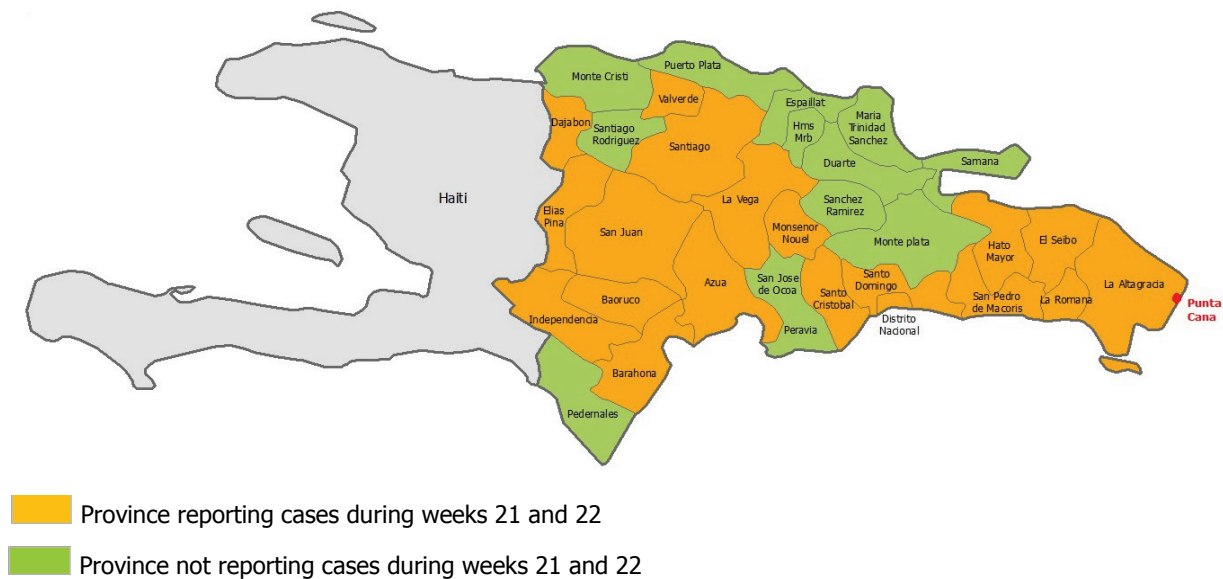 Puerto Plata
Monte Cristi
Valverde
Espaillat
Dajabon
Santiago
Rodriguez
Hms
Mrb
Maria
Trinidad
Sanchez
Santiago
Duarte
Samana
Haiti
La Vega
Sanchez
Ramirez
Elias
Pina
San Juan
Monsenor
Nouel
Monte plata
Hato
Mayor
El Seibo
Azua
San Jose
de Ocoa
Santo
Domingo
La Altagracia
Baoruco
Santo
Cristobal
San Pedro
de Macoris
La Romana
Punta
Cana
Independencia
Peravia
Distrito
Nacional
Barahona
Pedernales
Province reporting cases during weeks 21 and 22
Province not reporting cases during weeks 21 and 22